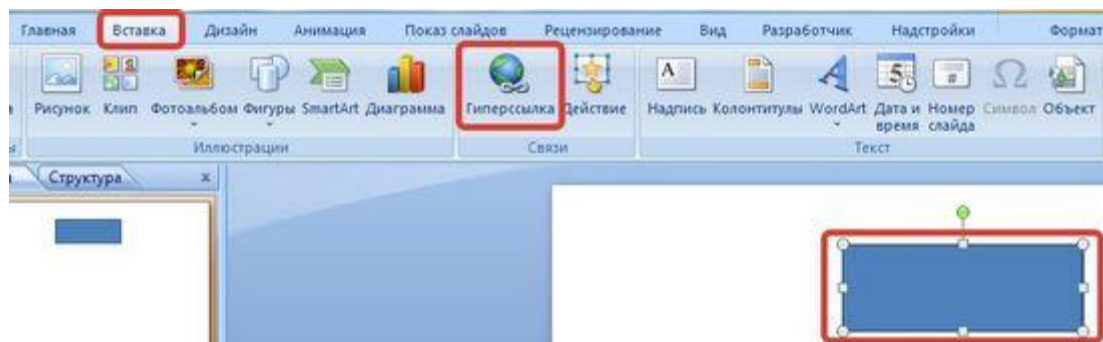 Главная Вставка Дизайн Анимация Показ слайдов Рецензирование Вид Разработчик Надстройки Формат
Рисунок Клип Фотоальбом Фигуры SmartArt Диаграмма Гиперссылка Действие Надпись Колонтитулы WordArt Дата и время Номер слайда Символ Объект
Иллюстрации Связи Текст
Структура